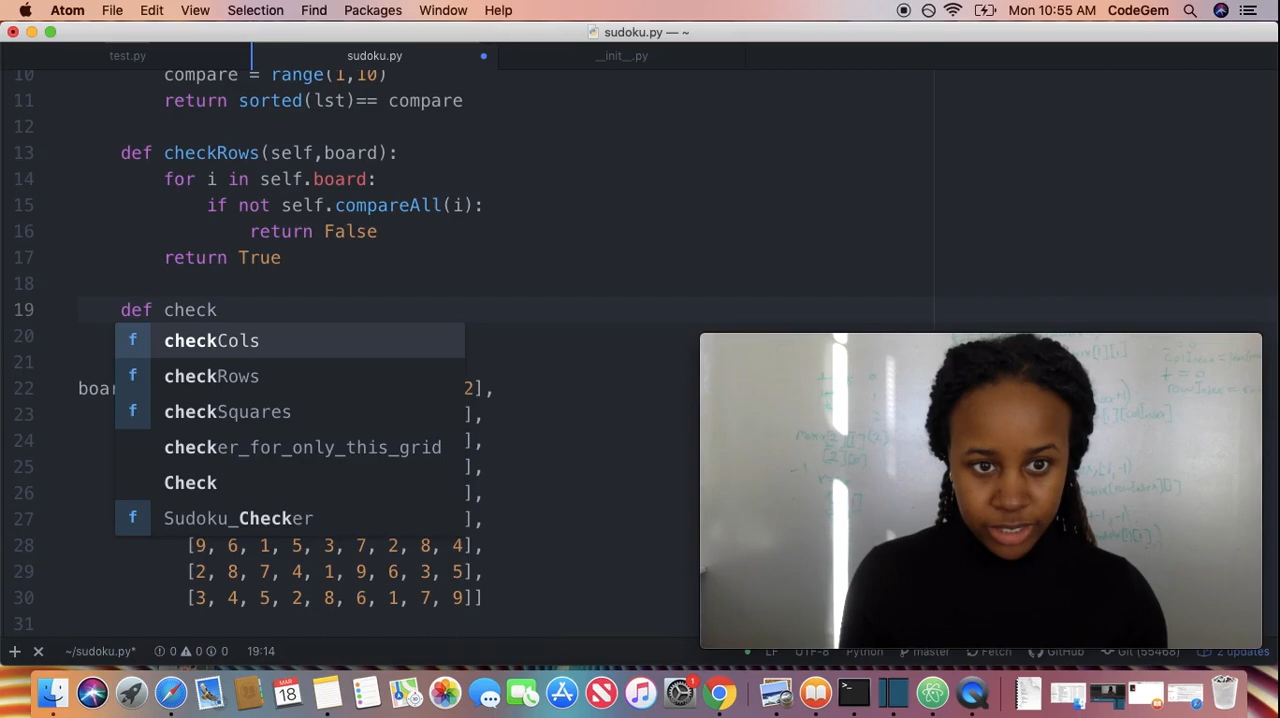 Atom File Edit View Selection Find Packages Window Help Mon 10:55 AM CodeGem
sudoku.py — ~
test.py sudoku.py __init__.py
10 compare = range(1,10)
11 return sorted(lst)== compare
12
13 def checkRows(self,board):
14 for i in self.board:
15 if not self.compareAll(i):
16 return False
17 return True
18
19 def check
20 f checkCols
21 f checkRows
22 boar 2],
23 f checkSquares ],
24 checker_for_only_this_grid ],
25 ],
26 Check ],
27 f Sudoku_Checker ],
28 [9, 6, 1, 5, 3, 7, 2, 8, 4],
29 [2, 8, 7, 4, 1, 9, 6, 3, 5],
30 [3, 4, 5, 2, 8, 6, 1, 7, 9]]
31
~/sudoku.py* 0 0 0 19:14 LF UTF-8 Python master Fetch GitHub Git (55468) 2 updates
MAR
18
1